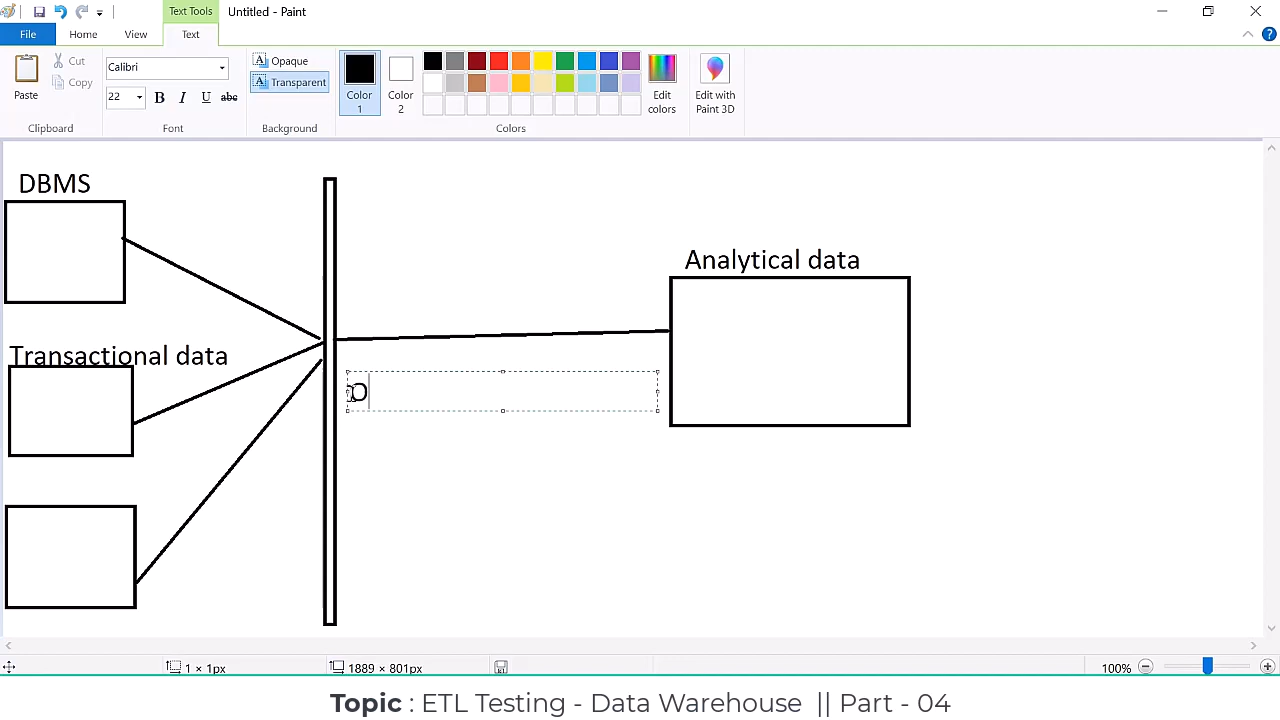 Text Tools
Untitled - Paint
File
Home
View
Text
Paste
Cut
Copy
Clipboard
Calibri
22
B I U abc
Font
Opaque
Transparent
Background
Color 1
Color 2
Edit colors
Edit with Paint 3D
Colors
DBMS
Analytical data
Transactional data
O
1 × 1px
1889 × 801px
100%
Topic : ETL Testing - Data Warehouse || Part - 04